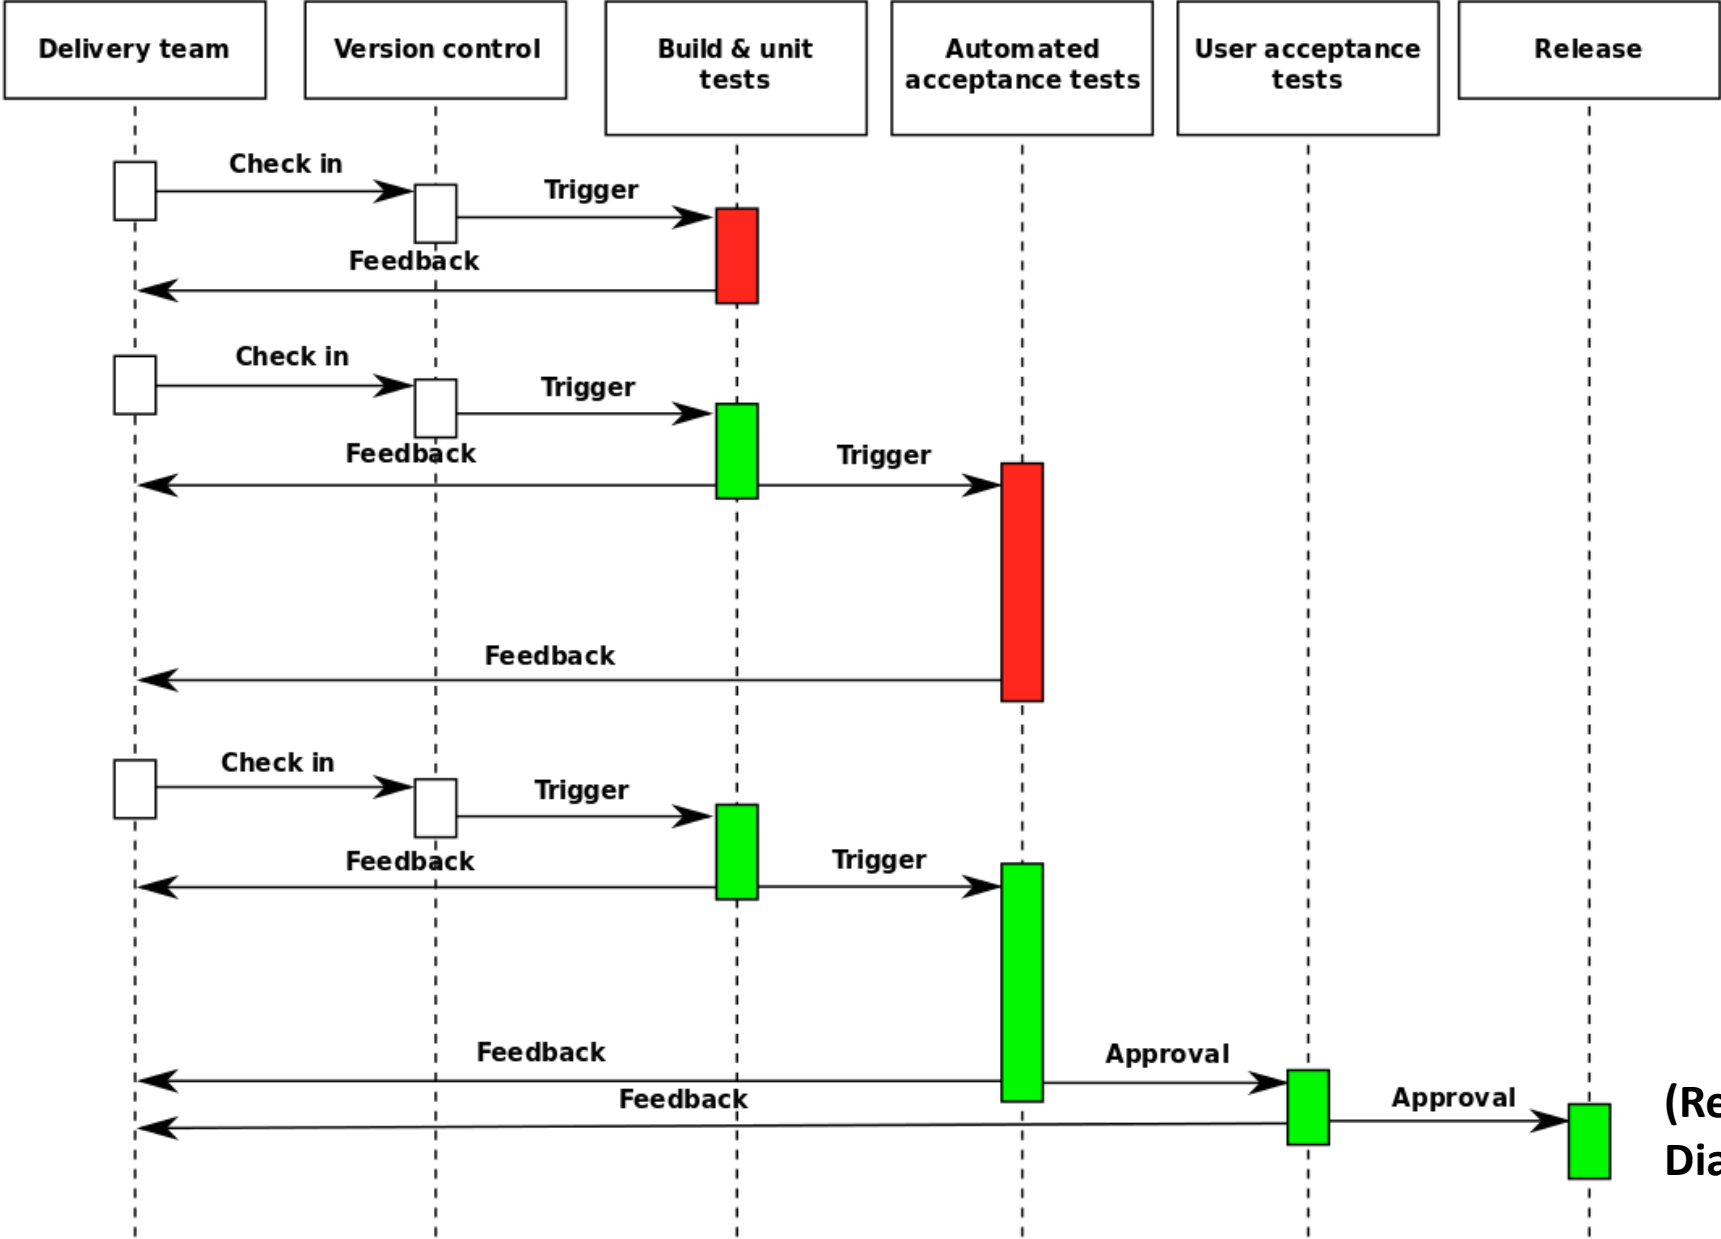 Delivery team
Version control
Build & unit
tests
Automated
acceptance tests
User acceptance
tests
Release
Check in
Trigger
Feedback
Check in
Trigger
Feedback
Trigger
Feedback
Check in
Trigger
Feedback
Trigger
Feedback
Approval
Feedback
Approval